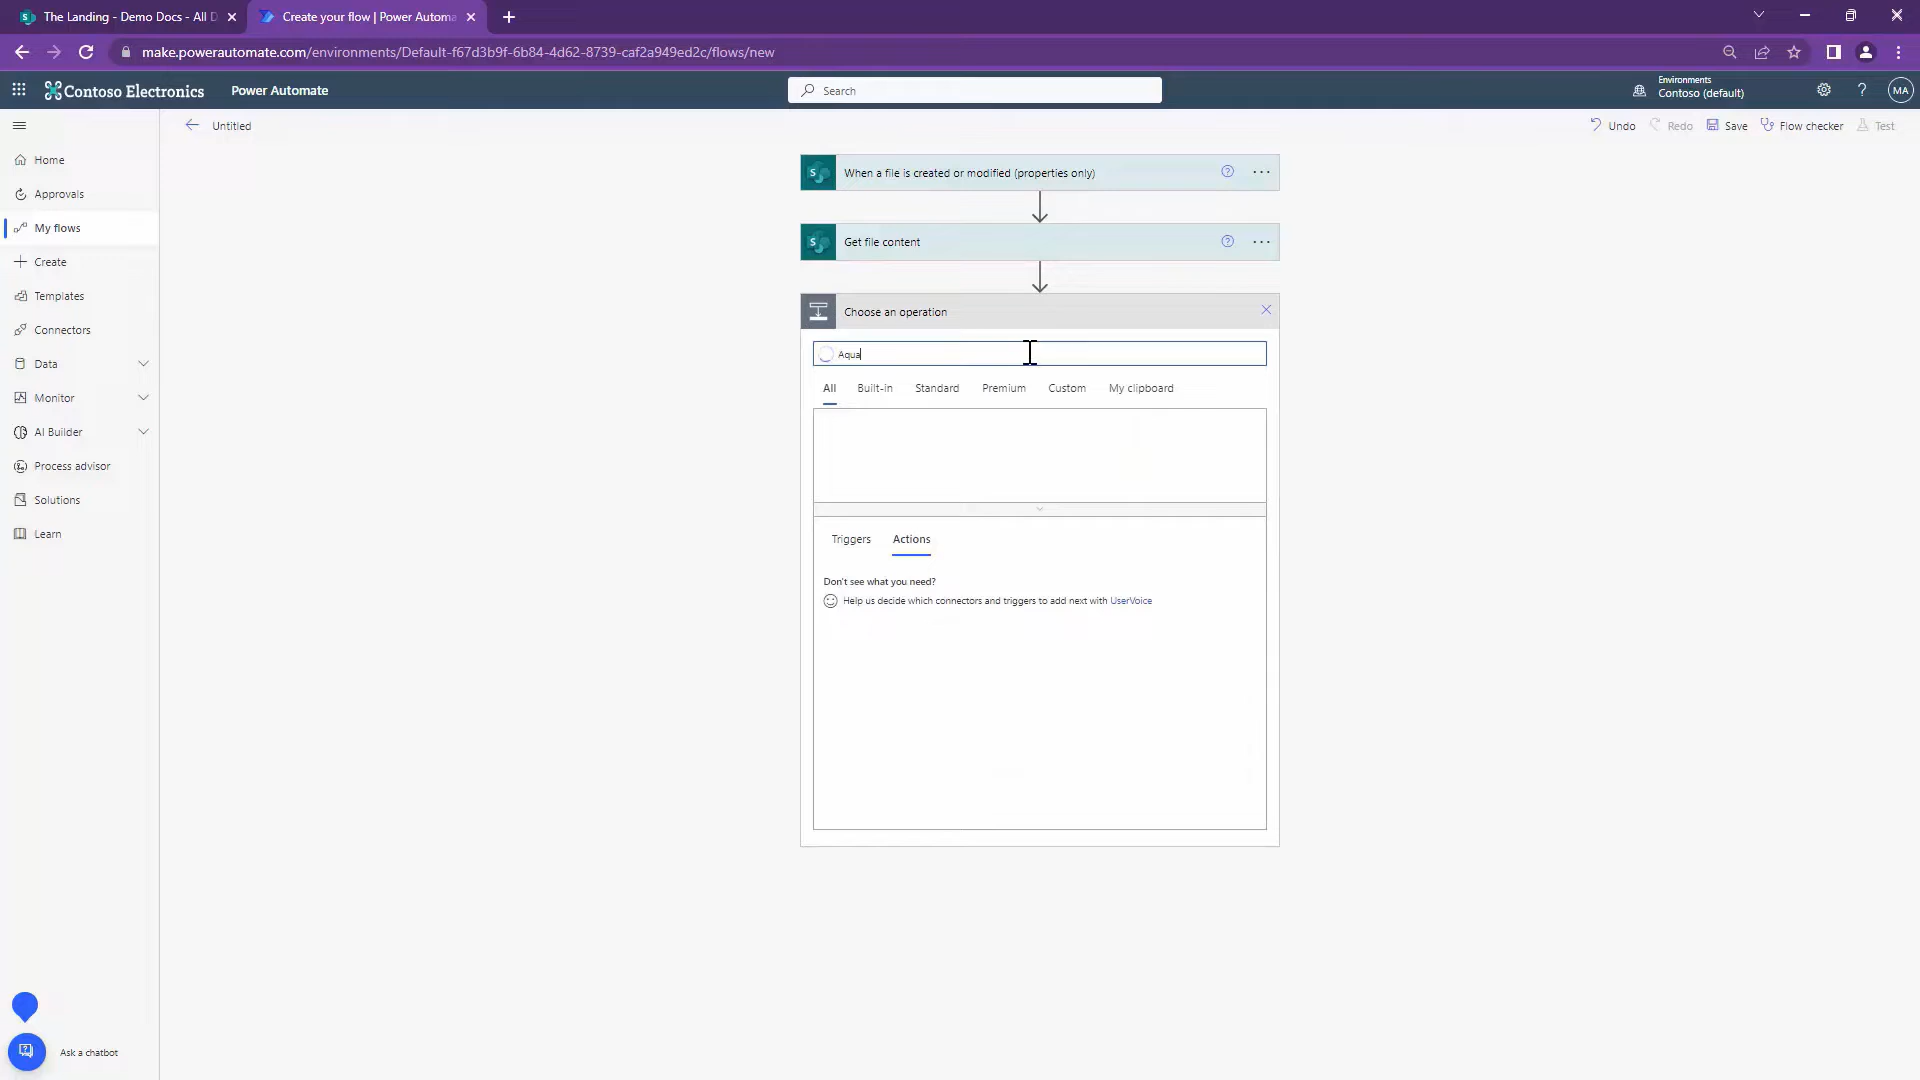 The Landing - Demo Docs - All D
Create your flow | Power Automa
make.powerautomate.com/environments/Default-f67d3b9f-6b84-4d62-8739-caf2a949ed2c/flows/new
Contoso Electronics
Power Automate
Search
Environments
Contoso (default)
MA
Untitled
Undo
Redo
Save
Flow checker
Test
Home
Approvals
My flows
Create
Templates
Connectors
Data
Monitor
AI Builder
Process advisor
Solutions
Learn
Ask a chatbot
When a file is created or modified (properties only)
Get file content
Choose an operation
Aqua
All
Built-in
Standard
Premium
Custom
My clipboard
Triggers
Actions
Don't see what you need?
Help us decide which connectors and triggers to add next with UserVoice